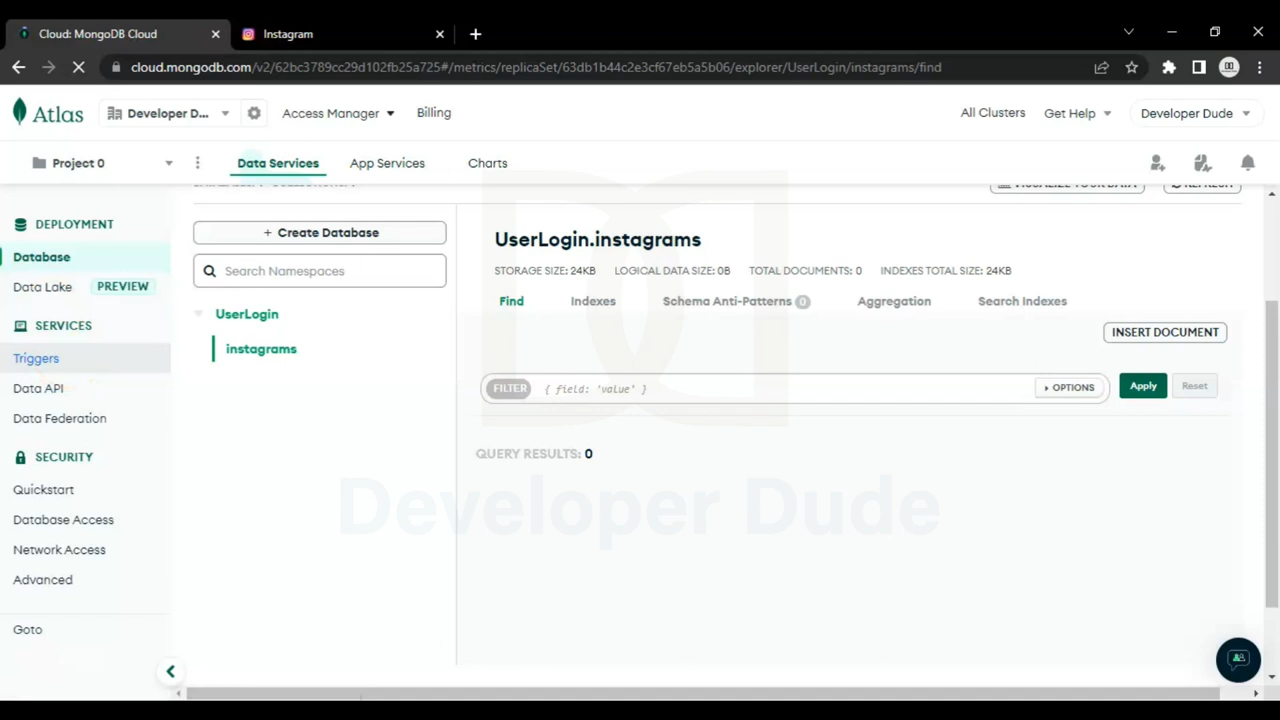 Cloud: MongoDB Cloud
Instagram
cloud.mongodb.com/v2/62bc3789cc29d102fb25a725#/metrics/replicaSet/63db1b44c2e3cf67eb5a5b06/explorer/UserLogin/instagrams/find
Atlas
Developer D...
Access Manager
Billing
All Clusters
Get Help
Developer Dude
Project 0
Data Services
App Services
Charts
VISUALIZE YOUR DATA
REFRESH
DEPLOYMENT
Database
Data Lake
PREVIEW
SERVICES
Triggers
Data API
Data Federation
SECURITY
Quickstart
Database Access
Network Access
Advanced
Goto
+ Create Database
Search Namespaces
UserLogin
instagrams
UserLogin.instagrams
STORAGE SIZE: 24KB LOGICAL DATA SIZE: 0B TOTAL DOCUMENTS: 0 INDEXES TOTAL SIZE: 24KB
Find
Indexes
Schema Anti-Patterns 0
Aggregation
Search Indexes
INSERT DOCUMENT
FILTER { field: 'value' }
OPTIONS
Apply
Reset
QUERY RESULTS: 0
Developer Dude